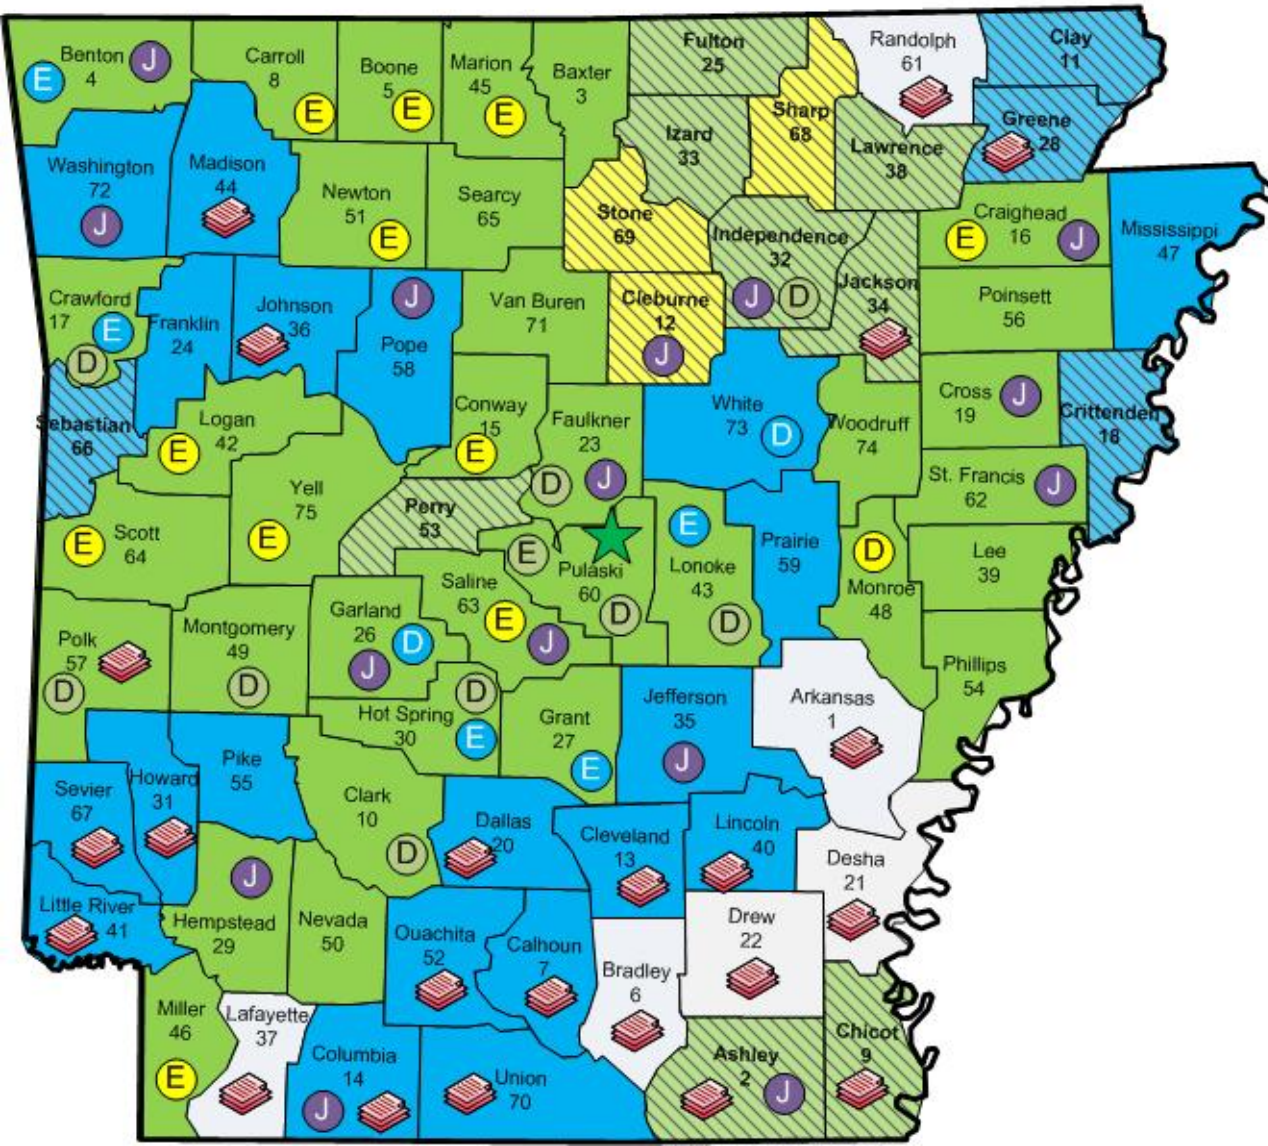 Benton
4
E
J
Carroll
8
E
Boone
5
E
Marion
45
E
Baxter
3
Fulton
25
Sharp
68
Randolph
61
Clay
11
Greene
28
Washington
72
J
Madison
44
Newton
51
E
Searcy
65
Stone
69
Izard
33
Lawrence
38
Independence
32
J
D
Craighead
16
E
J
Mississippi
47
Crawford
17
E
D
Franklin
24
Johnson
36
J
Pope
58
Van Buren
71
Cleburne
12
J
Jackson
34
Poinsett
56
Sebastian
66
Logan
42
E
Conway
15
E
Faulkner
23
D
J
White
73
D
Woodruff
74
Cross
19
J
Crittenden
18
St. Francis
62
J
Scott
64
E
Yell
75
E
Perry
53
E
Pulaski
60
D
E
Lonoke
43
D
Prairie
59
D
Monroe
48
Lee
39
Polk
57
D
Montgomery
49
D
Garland
26
D
J
Saline
63
E
J
Phillips
54
Hot Spring
30
D
E
Grant
27
E
Jefferson
35
J
Arkansas
1
Sevier
67
Howard
31
Pike
55
Clark
10
D
Dallas
20
Cleveland
13
Lincoln
40
Desha
21
Little River
41
J
Hempstead
29
Nevada
50
Ouachita
52
Calhoun
7
Bradley
6
Drew
22
Miller
46
E
Lafayette
37
Columbia
14
J
Union
70
Ashley
2
J
Chicot
9